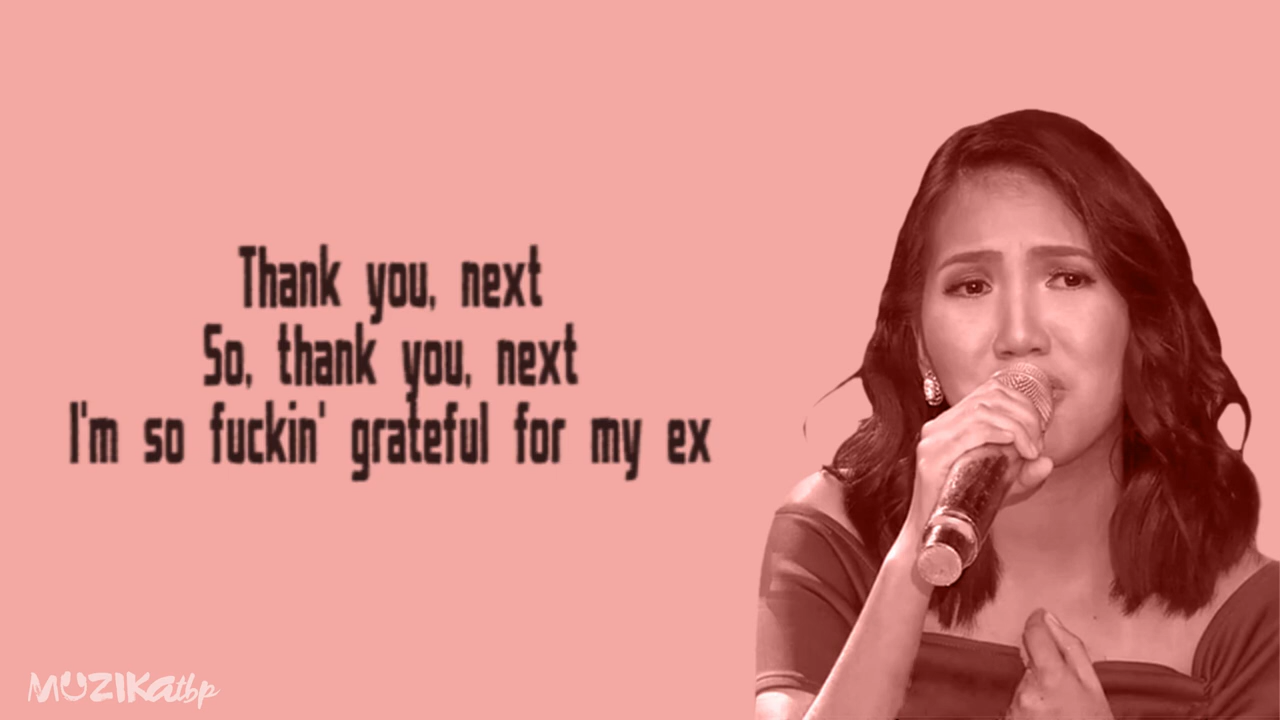 Thank you, next
So, thank you, next
I'm so fuckin' grateful for my ex
MUZIKAtbp